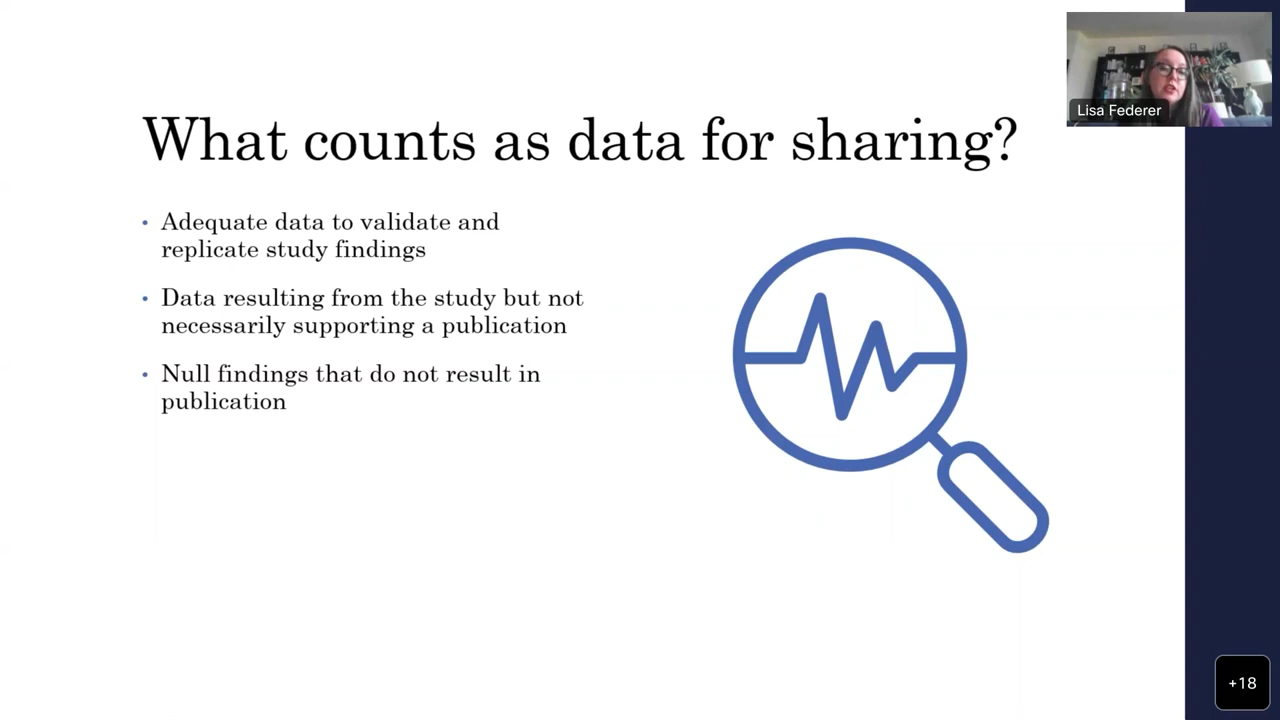 Lisa Federer
What counts as data for sharing?
• Adequate data to validate and
replicate study findings
• Data resulting from the study but not
necessarily supporting a publication
• Null findings that do not result in
publication
+18